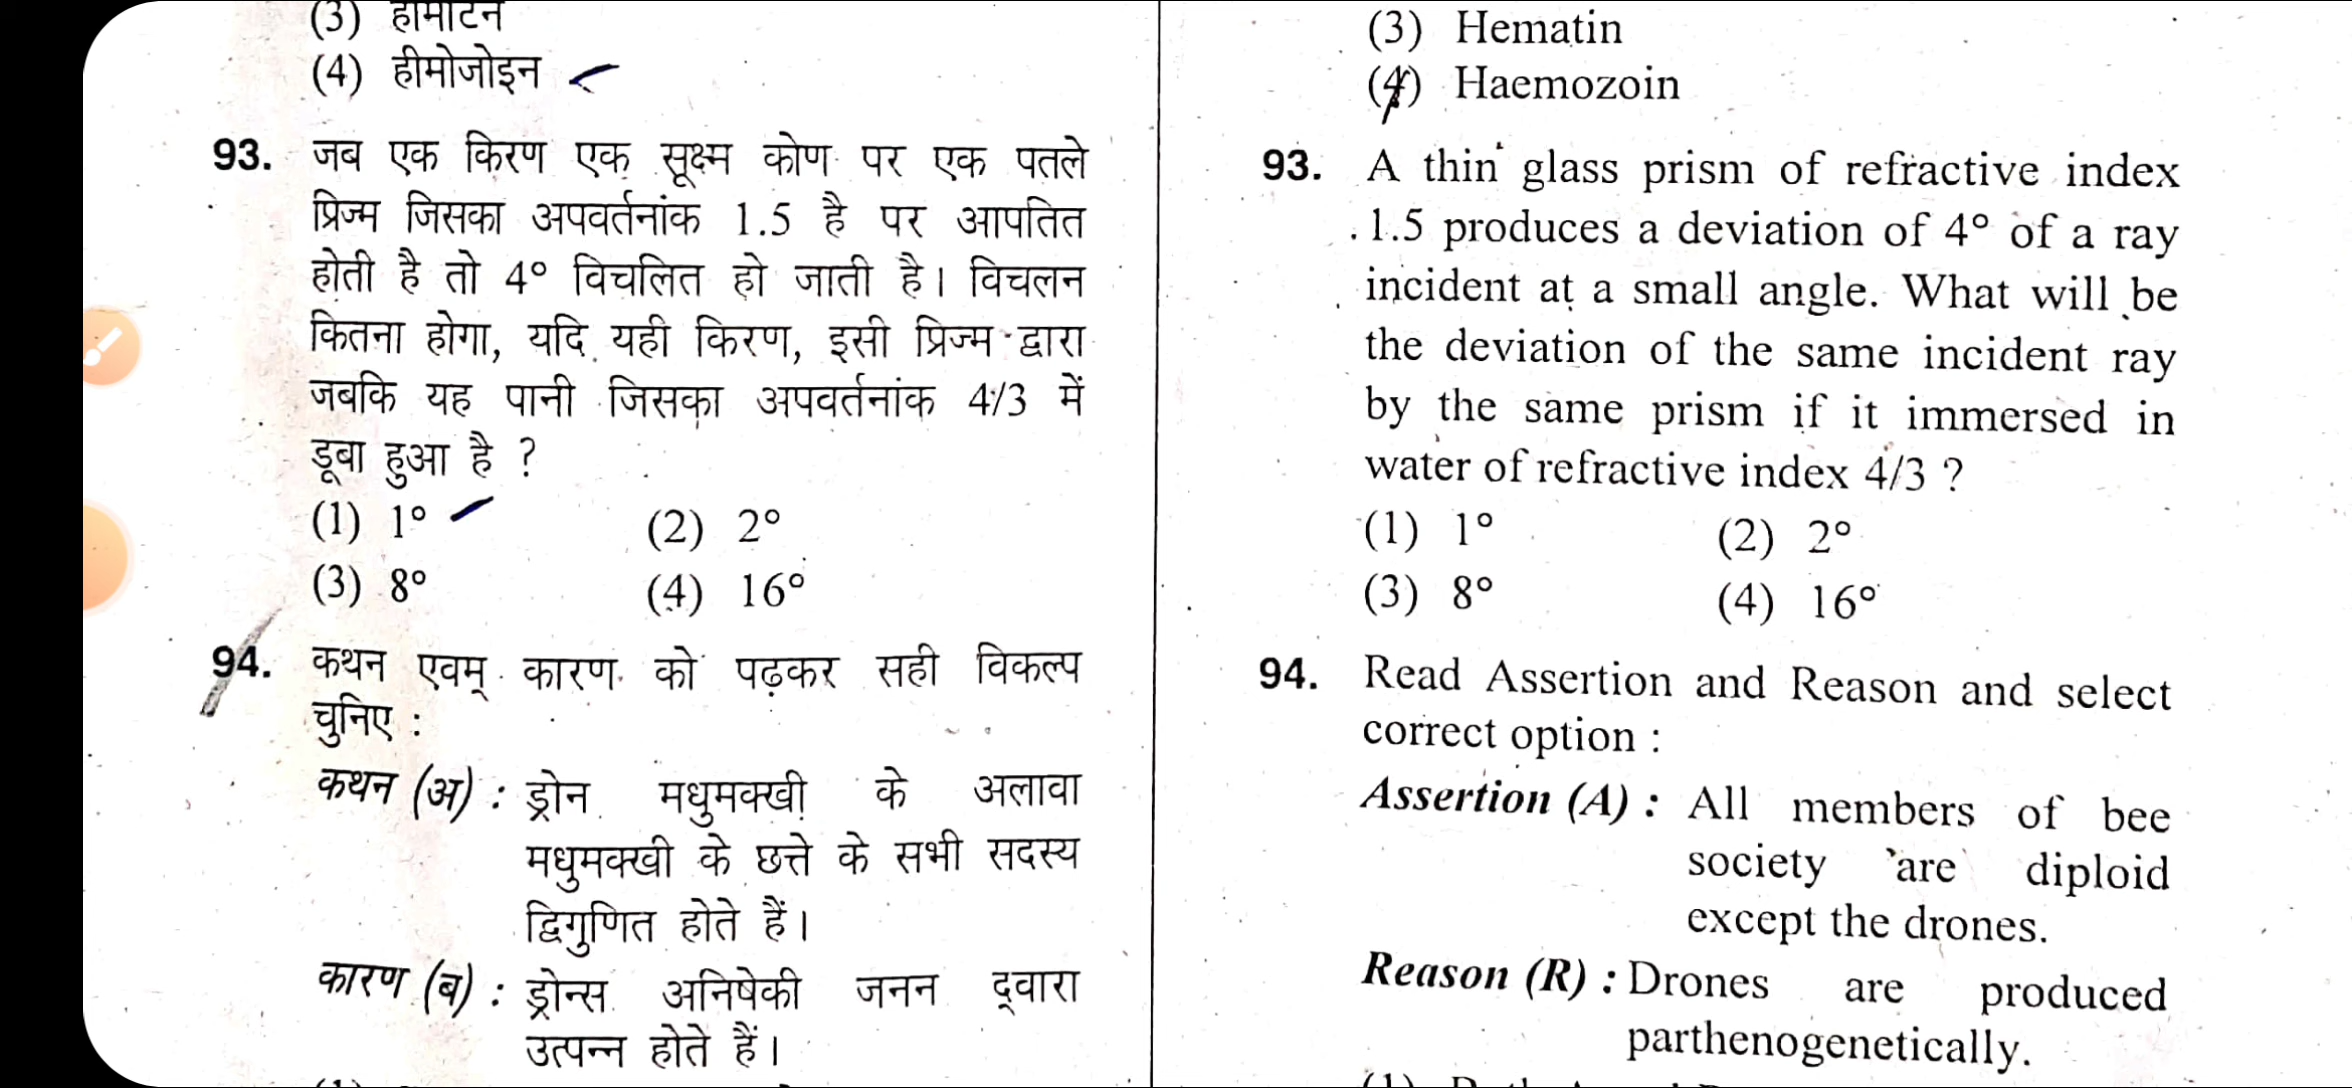 (3) हीमाटिन
(4) हीमोजोइन
93. जब एक किरण एक सूक्ष्म कोण पर एक पतले
प्रिज्म जिसका अपवर्तनांक 1.5 है पर आपतित
होती है तो 4° विचलित हो जाती है। विचलन
कितना होगा, यदि यही किरण, इसी प्रिज्म द्वारा
जबकि यह पानी जिसका अपवर्तनांक 4/3 में
डूबा हुआ है ?
(1) 1° (2) 2°
(3) 8° (4) 16°
94. कथन एवम् कारण को पढ़कर सही विकल्प
चुनिए :
कथन (अ) : ड्रोन मधुमक्खी के अलावा
मधुमक्खी के छत्ते के सभी सदस्य
द्विगुणित होते हैं।
कारण (ब) : ड्रोन्स अनिषेकी जनन द्वारा
उत्पन्न होते हैं।
(3) Hematin
(4) Haemozoin
93. A thin glass prism of refractive index
1.5 produces a deviation of 4° of a ray
incident at a small angle. What will be
the deviation of the same incident ray
by the same prism if it immersed in
water of refractive index 4/3 ?
(1) 1° (2) 2°
(3) 8° (4) 16°
94. Read Assertion and Reason and select
correct option :
Assertion (A) : All members of bee
society are diploid
except the drones.
Reason (R) : Drones are produced
parthenogenetically.